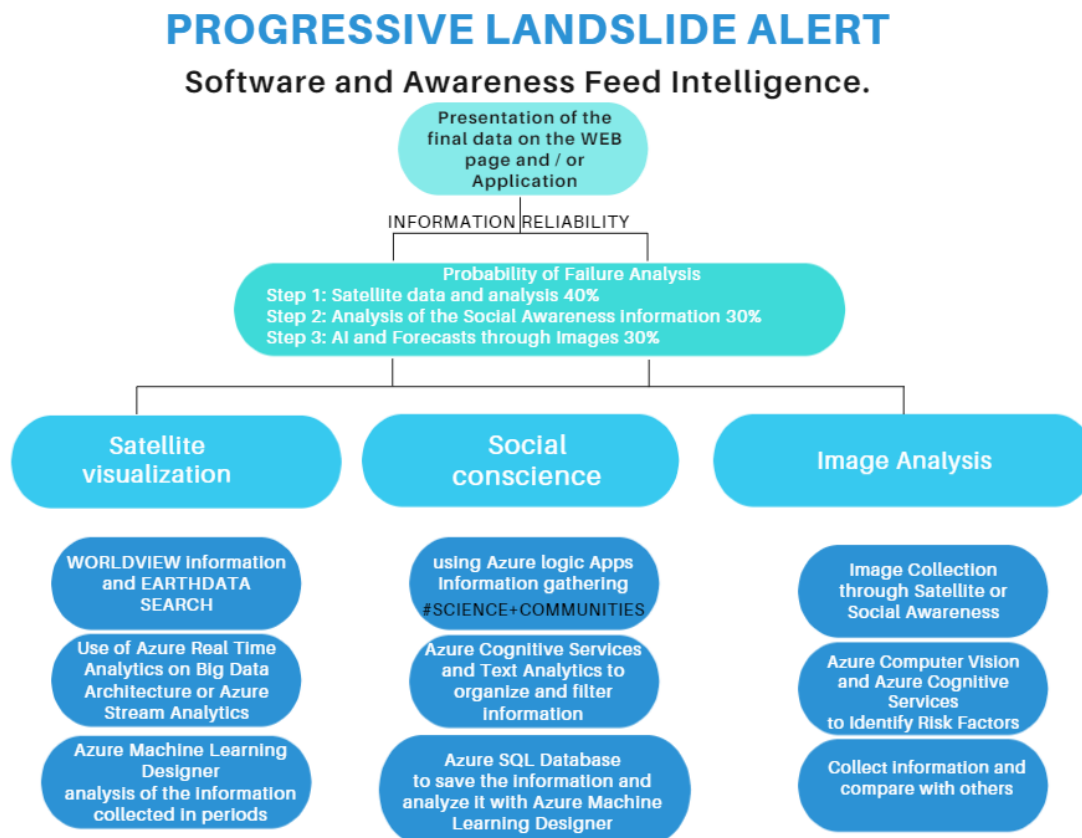 PROGRESSIVE LANDSLIDE ALERT
Software and Awareness Feed Intelligence.
Presentation of the
final data on the WEB
page and / or
Application
INFORMATION RELIABILITY
Probability of Failure Analysis
Step 1: Satellite data and analysis 40%
Step 2: Analysis of the Social Awareness Information 30%
Step 3: AI and Forecasts through Images 30%
Satellite
visualization
WORLDVIEW Information
and EARTHDATA
SEARCH
Use of Azure Real Time
Analytics on Big Data
Architecture or Azure
Stream Analytics
Azure Machine Learning
Designer
analysis of the information
collected in periods
Social
conscience
using Azure logic Apps
Information gathering
#SCIENCE+COMMUNITIES
Azure Cognitive Services
and Text Analytics to
organize and filter
information
Azure SQL Database
to save the information and
analyze it with Azure Machine
Learning Designer
Image Analysis
Image Collection
through Satellite or
Social Awareness
Azure Computer Vision
and Azure Cognitive
Services
to Identify Risk Factors
Collect information and
compare with others